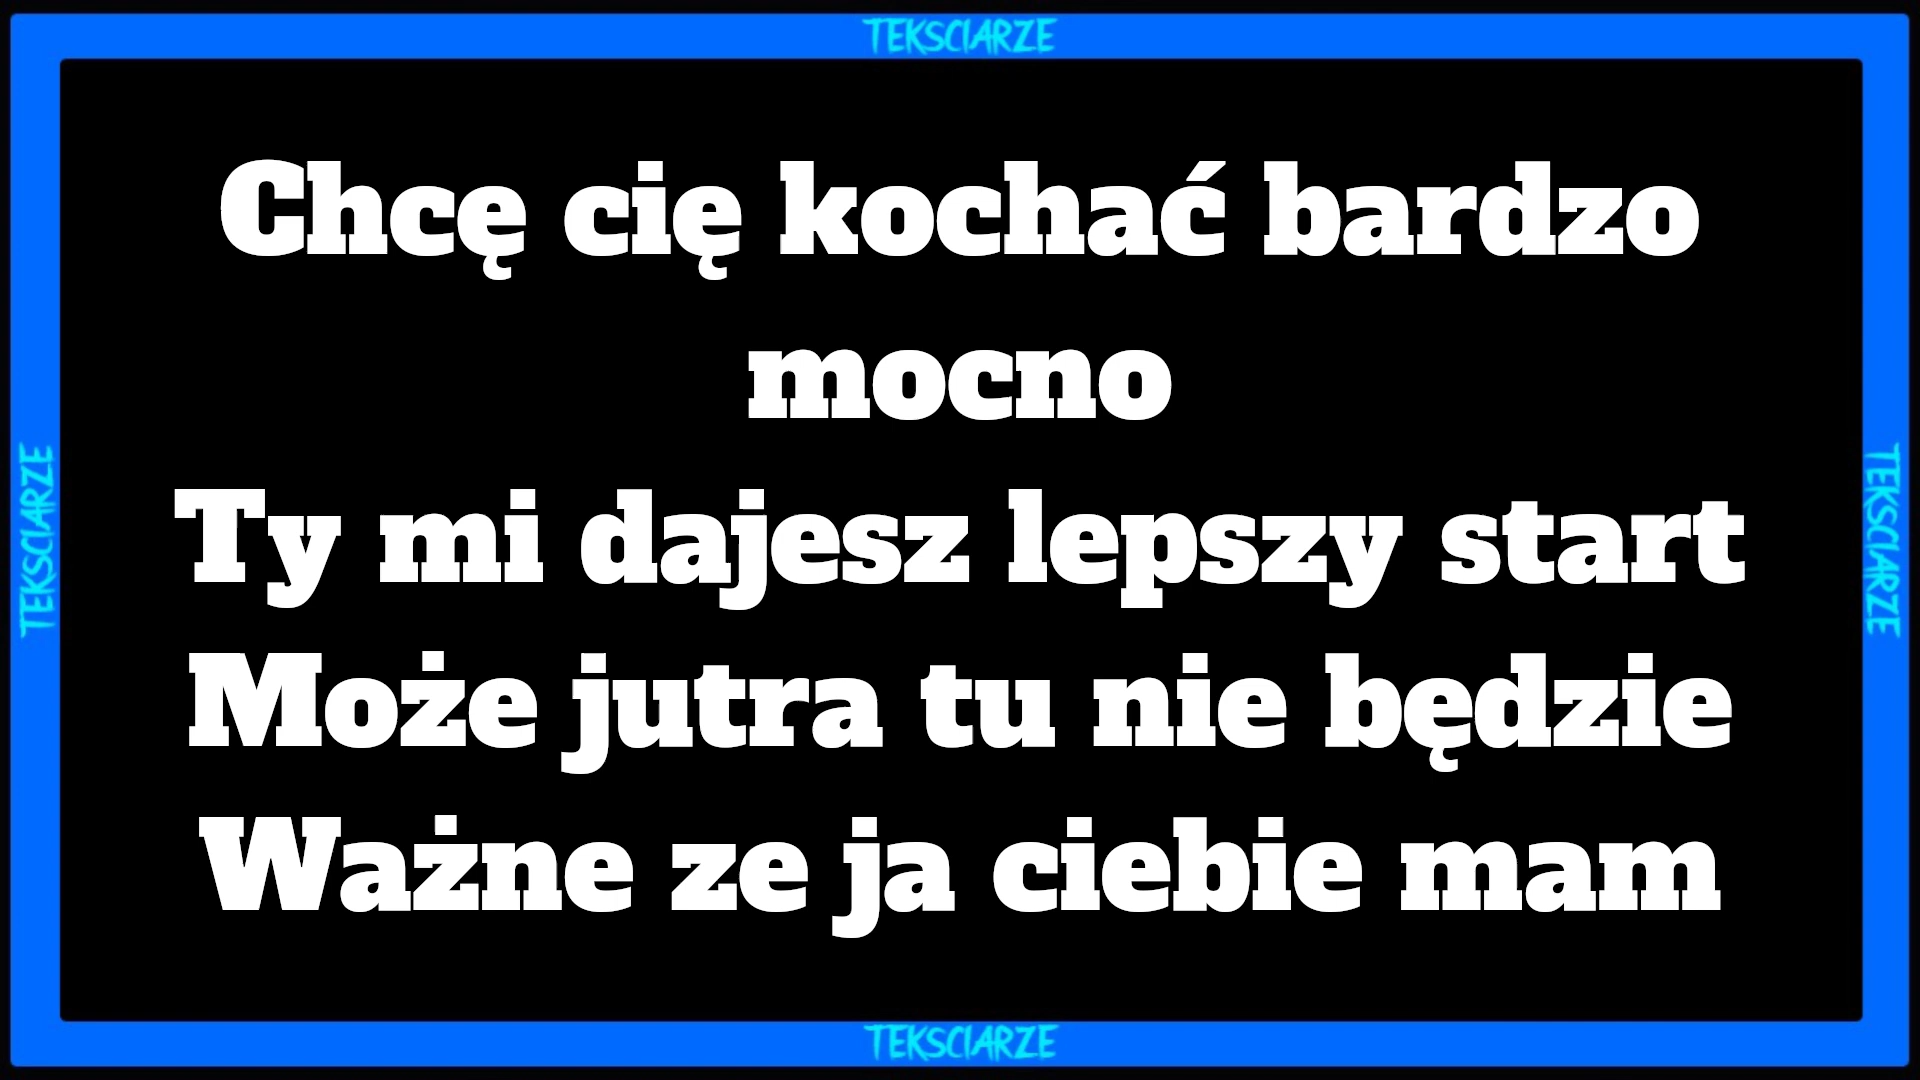 TEKSCIARZE
Chcę cię kochać bardzo
mocno
Ty mi dajesz lepszy start
Może jutra tu nie będzie
Ważne ze ja ciebie mam
TEKSCIARZE
TEKSCIARZE
TEKSCIARZE